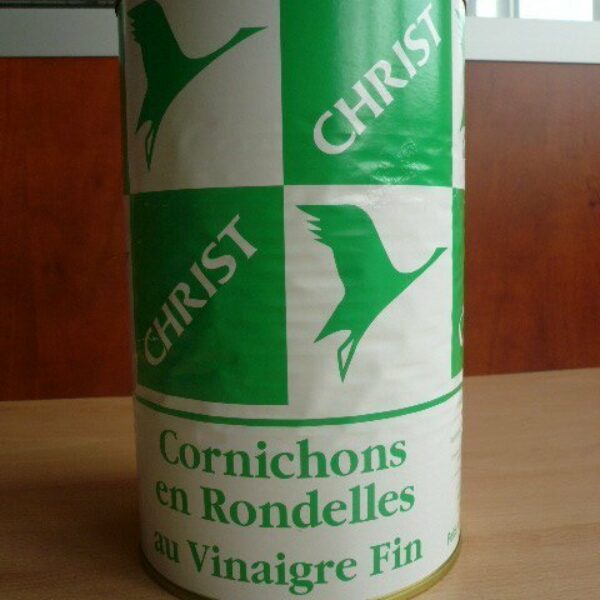 CHRIST
CHRIST
Cornichons
en Rondelles
au Vinaigre Fin